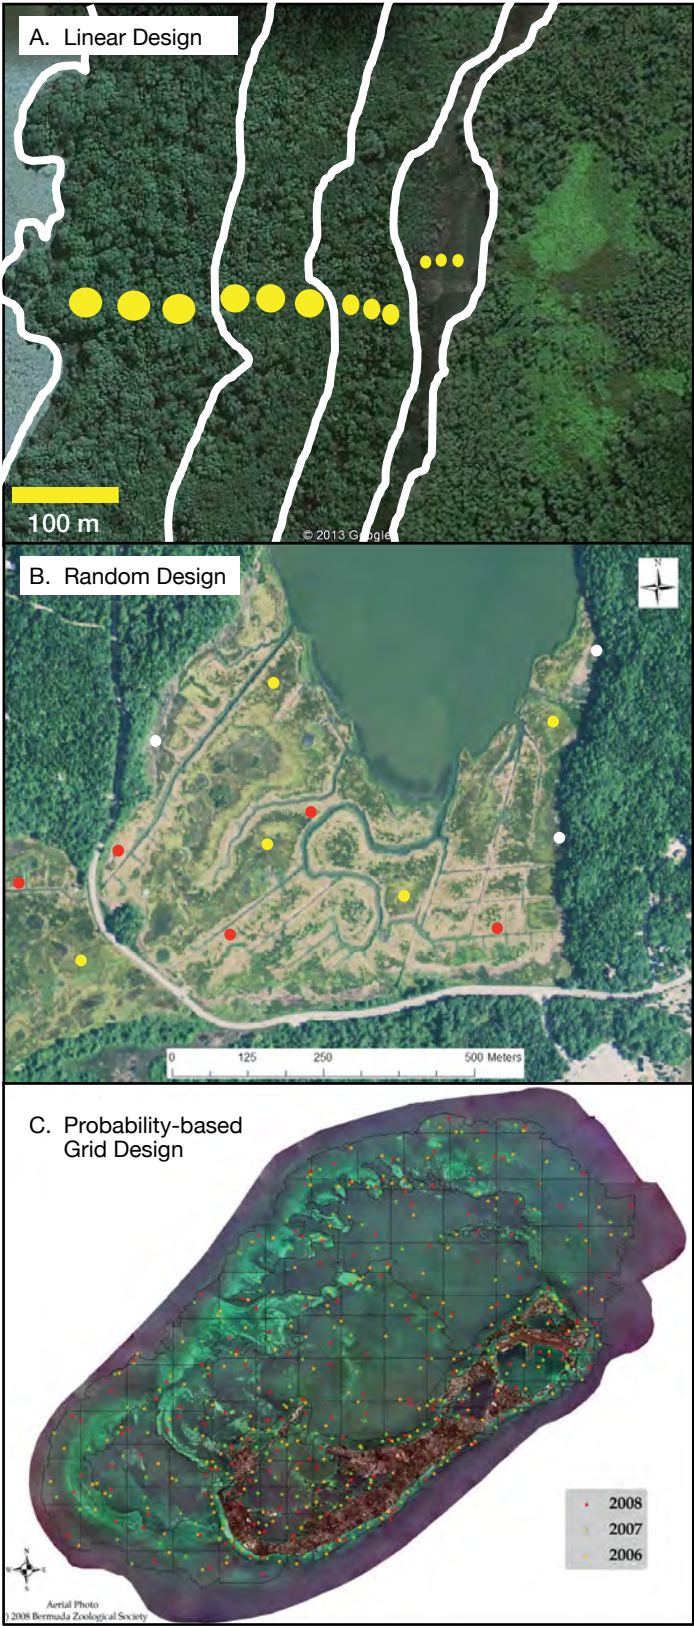 A. Linear Design
100 m
© 2013 Google
B. Random Design
N
0 125 250 500 Meters
C. Probability-based
Grid Design
2008
2007
2006
N
W E
S
Aerial Photo
) 2008 Bermuda Zoological Society